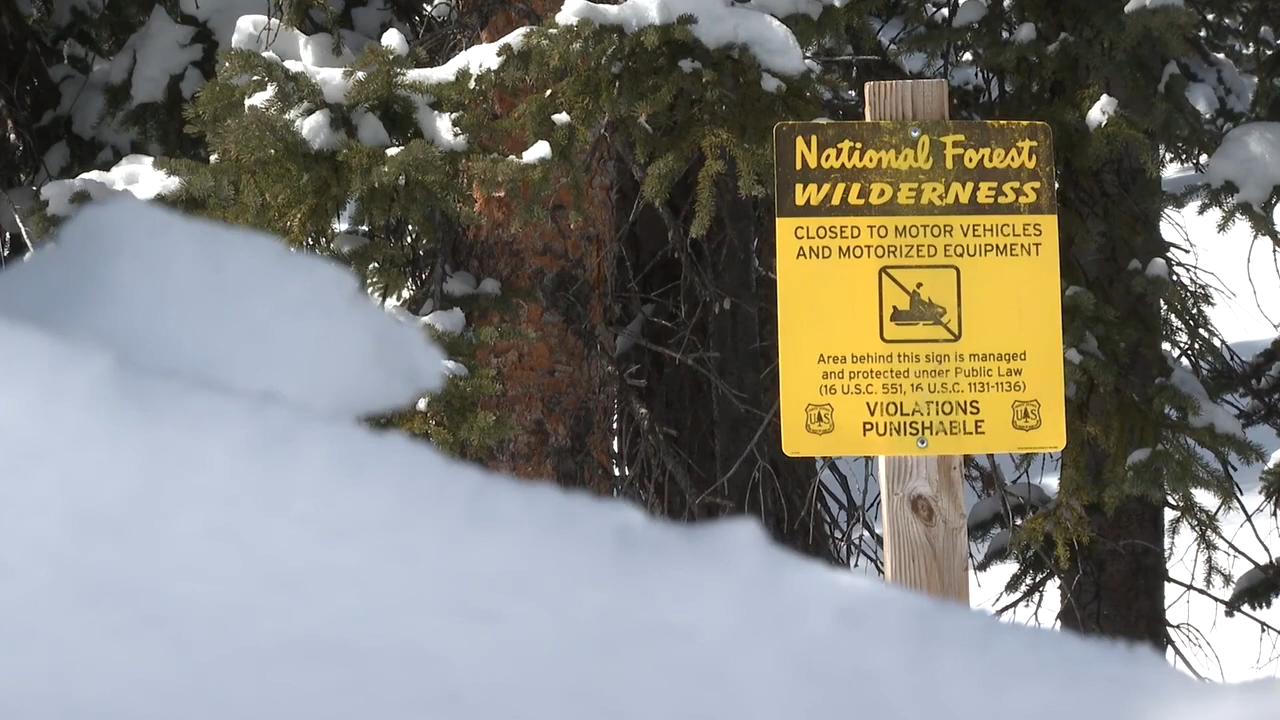 National Forest
WILDERNESS
CLOSED TO MOTOR VEHICLES
AND MOTORIZED EQUIPMENT
Area behind this sign is managed
and protected under Public Law
(16 U.S.C. 551, 16 U.S.C. 1131-1136)
VIOLATIONS
PUNISHABLE
U S
U S